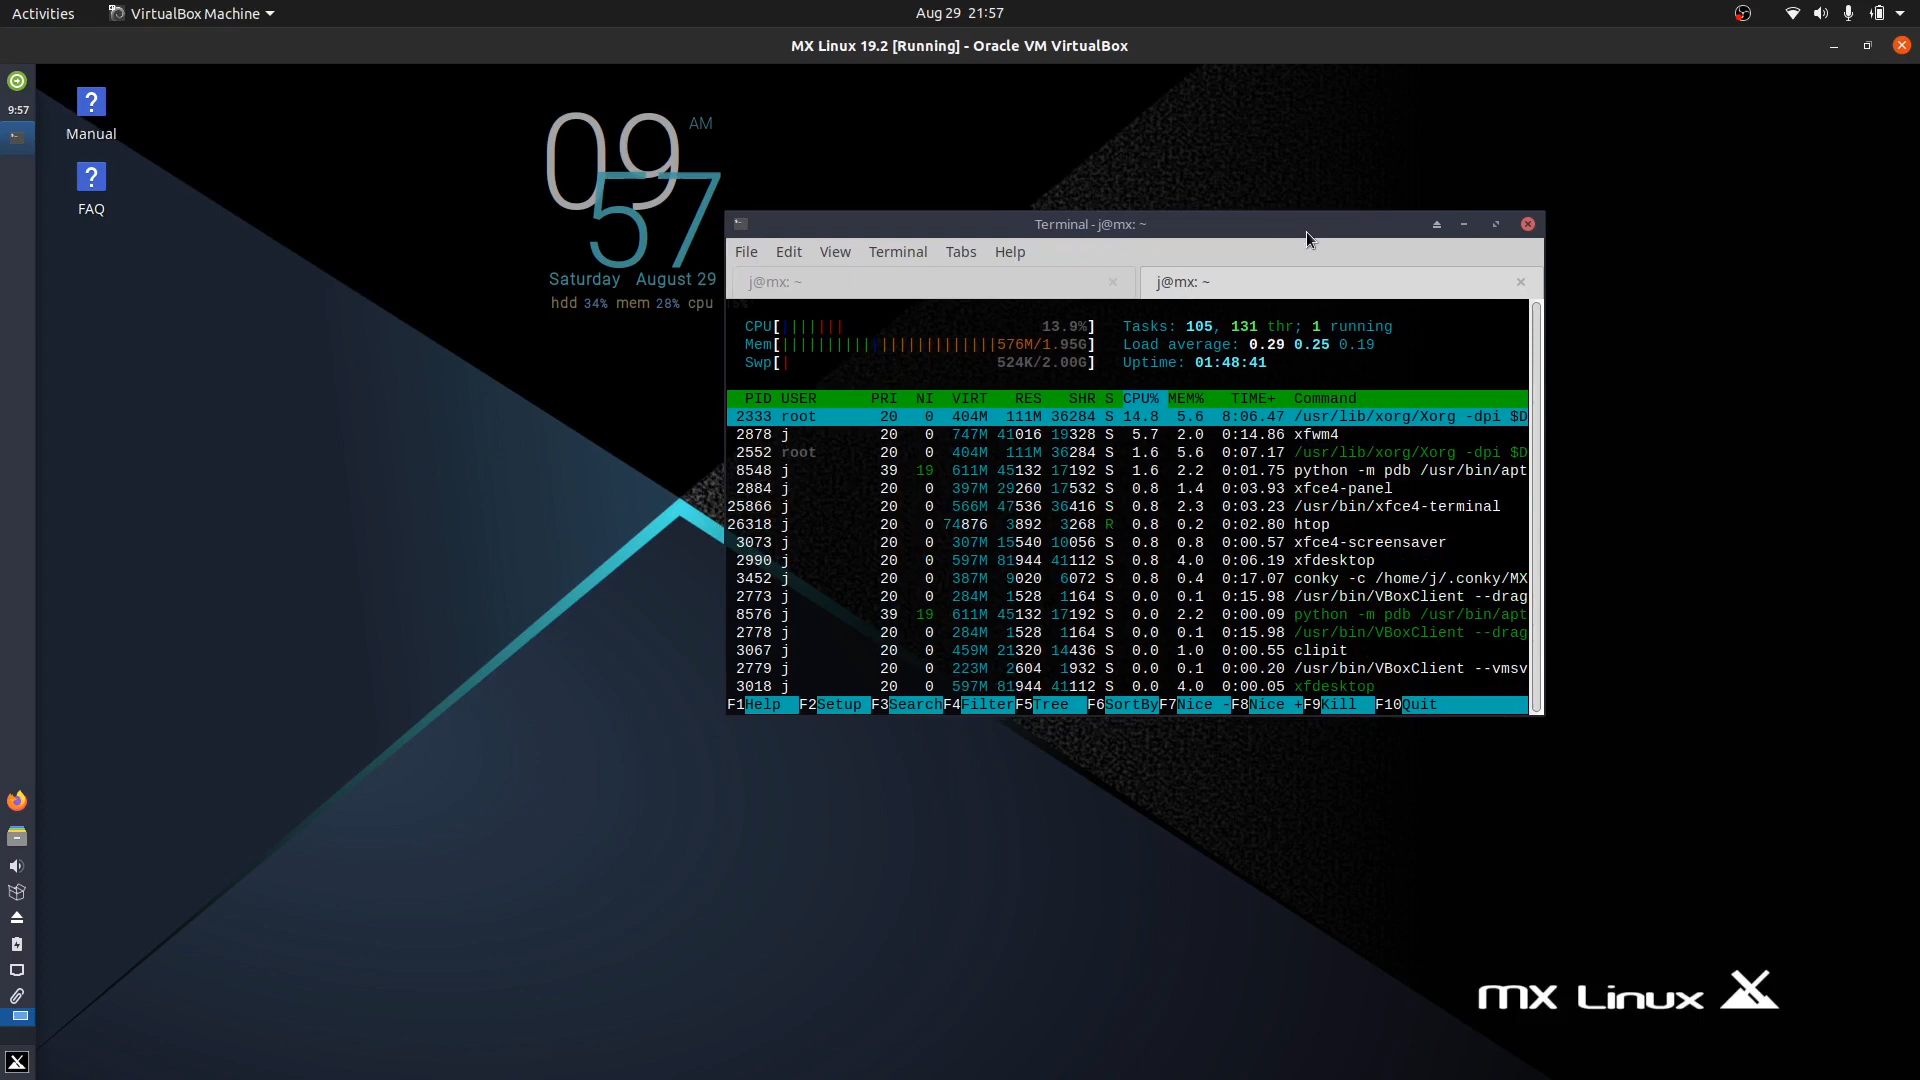 Activities VirtualBox Machine Aug 29 21:57
MX Linux 19.2 [Running] - Oracle VM VirtualBox
9:57
Manual
FAQ
09 AM
57
Saturday August 29
hdd 34% mem 28% cpu
Terminal - j@mx: ~
File Edit View Terminal Tabs Help
j@mx: ~ j@mx: ~
CPU[||||||| 13.9%] Tasks: 105, 131 thr; 1 running
Mem[||||||||||||||||||||||||576M/1.95G] Load average: 0.29 0.25 0.19
Swp[| 524K/2.00G] Uptime: 01:48:41
PID USER PRI NI VIRT RES SHR S CPU% MEM% TIME+ Command
2333 root 20 0 404M 111M 36284 S 14.8 5.6 8:06.47 /usr/lib/xorg/Xorg -dpi $D
2878 j 20 0 747M 41016 19328 S 5.7 2.0 0:14.86 xfwm4
2552 root 20 0 404M 111M 36284 S 1.6 5.6 0:07.17 /usr/lib/xorg/Xorg -dpi $D
8548 j 39 19 611M 45132 17192 S 1.6 2.2 0:01.75 python -m pdb /usr/bin/apt
2884 j 20 0 397M 29260 17532 S 0.8 1.4 0:03.93 xfce4-panel
25866 j 20 0 566M 47536 36416 S 0.8 2.3 0:03.23 /usr/bin/xfce4-terminal
26318 j 20 0 74876 3892 3268 R 0.8 0.2 0:02.80 htop
3073 j 20 0 307M 15540 10056 S 0.8 0.8 0:00.57 xfce4-screensaver
2990 j 20 0 597M 81944 41112 S 0.8 4.0 0:06.19 xfdesktop
3452 j 20 0 387M 9020 6072 S 0.8 0.4 0:17.07 conky -c /home/j/.conky/MX
2773 j 20 0 284M 1528 1164 S 0.0 0.1 0:15.98 /usr/bin/VBoxClient --drag
8576 j 39 19 611M 45132 17192 S 0.0 2.2 0:00.09 python -m pdb /usr/bin/apt
2778 j 20 0 284M 1528 1164 S 0.0 0.1 0:15.98 /usr/bin/VBoxClient --drag
3067 j 20 0 459M 21320 14436 S 0.0 1.0 0:00.55 clipit
2779 j 20 0 223M 2604 1932 S 0.0 0.1 0:00.20 /usr/bin/VBoxClient --vmsv
3018 j 20 0 597M 81944 41112 S 0.0 4.0 0:00.05 xfdesktop
F1Help F2Setup F3SearchF4FilterF5Tree F6SortByF7Nice -F8Nice +F9Kill F10Quit
MX Linux